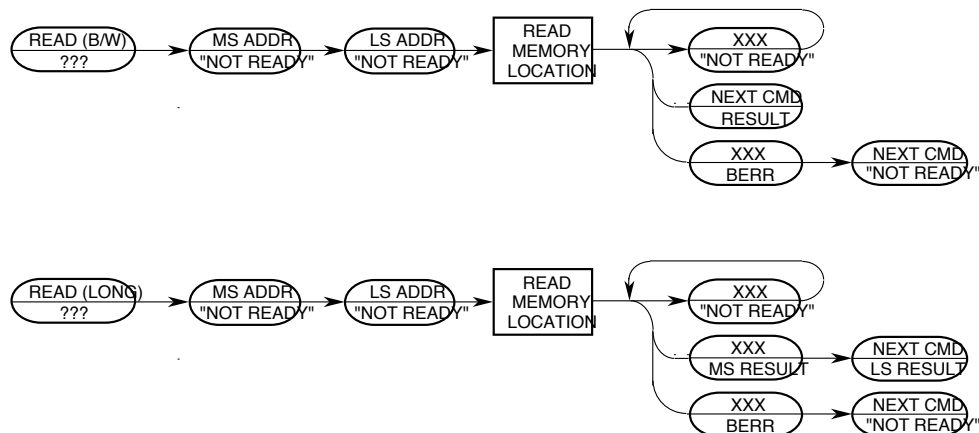 READ (B/W)
???
MS ADDR
"NOT READY"
LS ADDR
"NOT READY"
READ
MEMORY
LOCATION
XXX
"NOT READY"
NEXT CMD
RESULT
XXX
BERR
NEXT CMD
"NOT READY"
READ (LONG)
???
MS ADDR
"NOT READY"
LS ADDR
"NOT READY"
READ
MEMORY
LOCATION
XXX
"NOT READY"
XXX
MS RESULT
NEXT CMD
LS RESULT
XXX
BERR
NEXT CMD
"NOT READY"